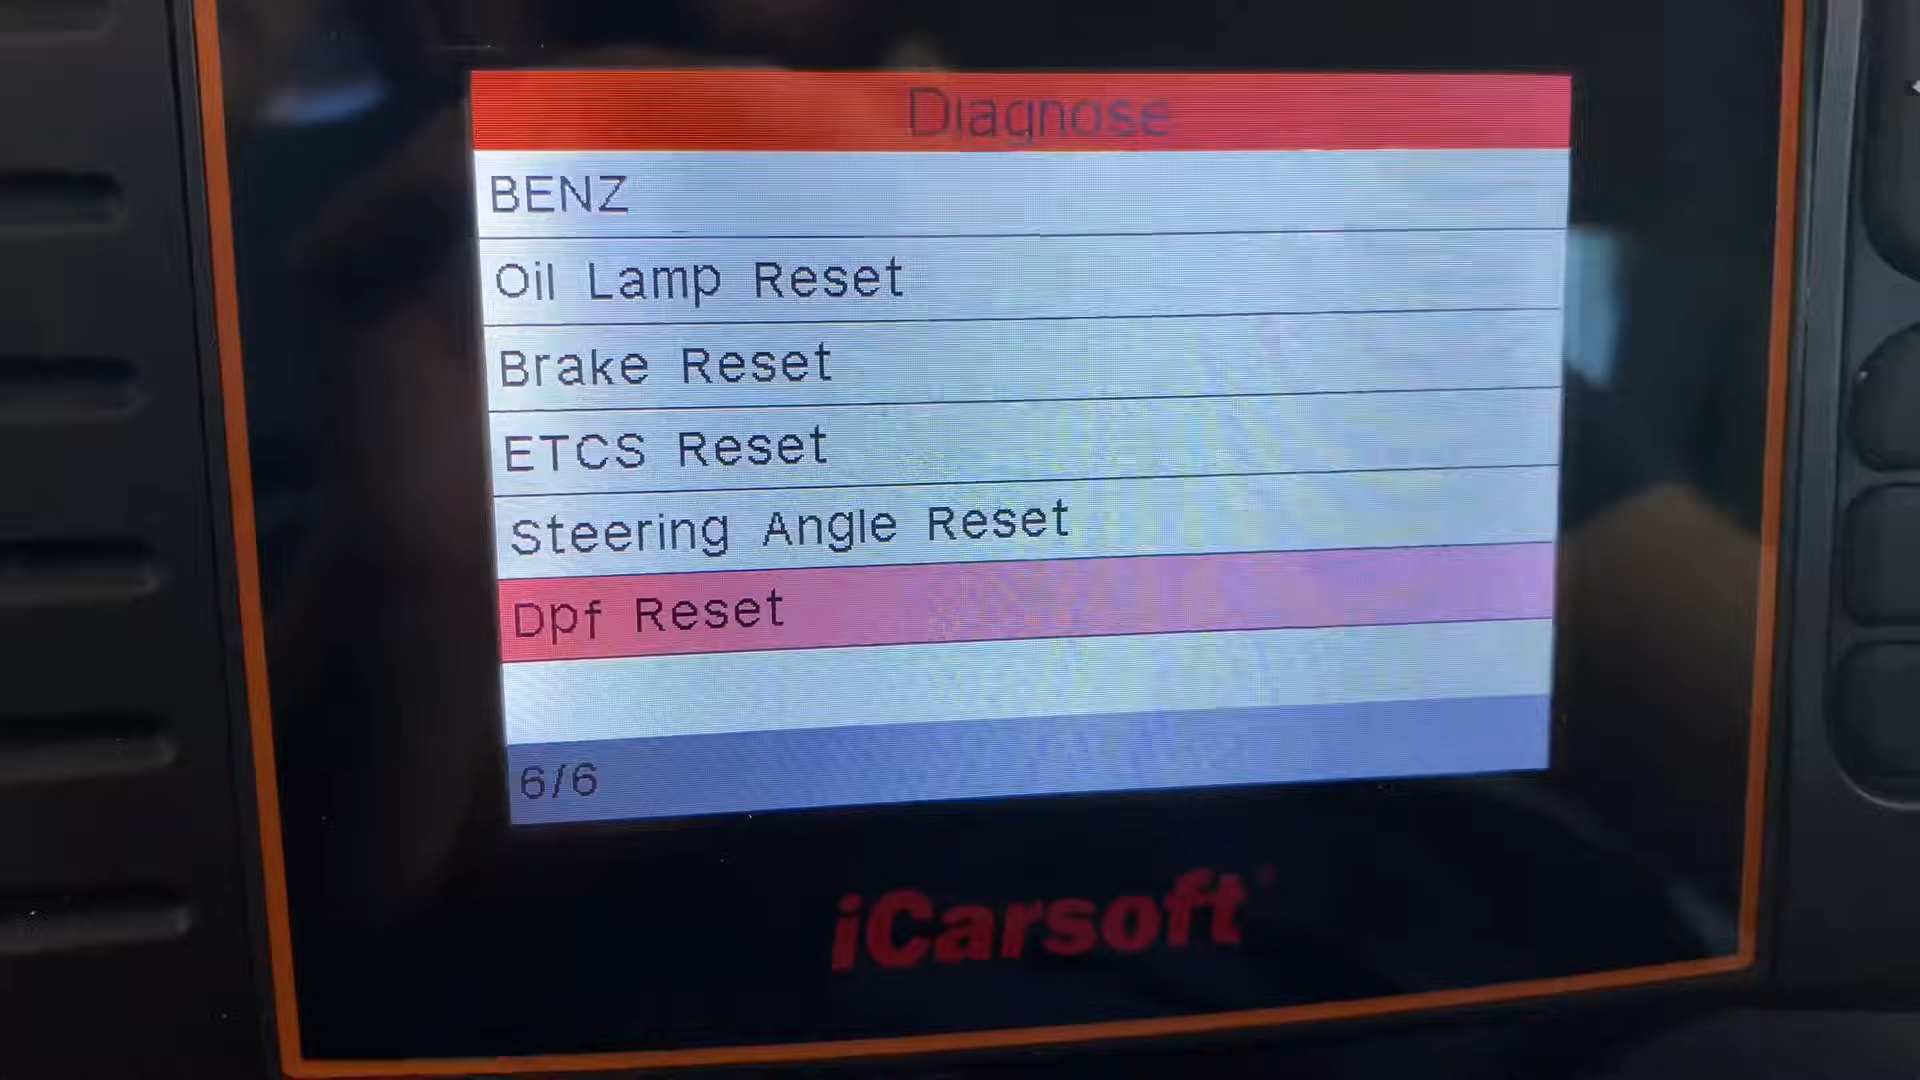 Diagnose
BENZ
Oil Lamp Reset
Brake Reset
ETCS Reset
Steering Angle Reset
Dpf Reset
6/6
iCarsoft